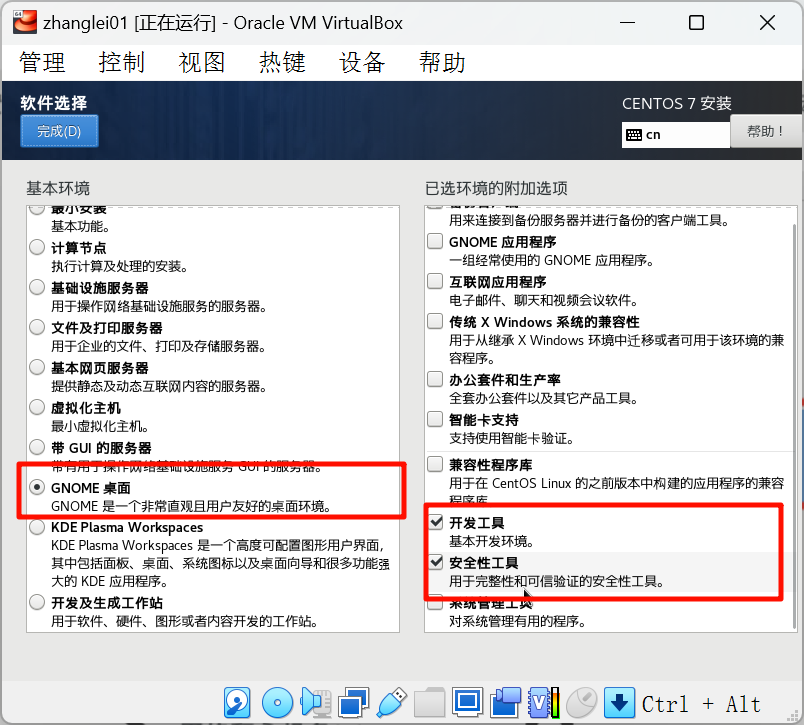 zhanglei01 [正在运行] - Oracle VM VirtualBox
管理 控制 视图 热键 设备 帮助
软件选择
CENTOS 7 安装
完成(D)
cn
帮助！
基本环境
最小安装
基本功能。
计算节点
执行计算及处理的安装。
基础设施服务器
用于操作网络基础设施服务的服务器。
文件及打印服务器
用于企业的文件、打印及存储服务器。
基本网页服务器
提供静态及动态互联网内容的服务器。
虚拟化主机
最小虚拟化主机。
带 GUI 的服务器
带有用于操作网络基础设施服务 GUI 的服务器。
GNOME 桌面
GNOME 是一个非常直观且用户友好的桌面环境。
KDE Plasma Workspaces
KDE Plasma Workspaces 是一个高度可配置图形用户界面，
其中包括面板、桌面、系统图标以及桌面向导和很多功能强
大的 KDE 应用程序。
开发及生成工作站
用于软件、硬件、图形或者内容开发的工作站。
已选环境的附加选项
备份客户端
用来连接到备份服务器并进行备份的客户端工具。
GNOME 应用程序
一组经常使用的 GNOME 应用程序。
互联网应用程序
电子邮件、聊天和视频会议软件。
传统 X Windows 系统的兼容性
用于从继承 X Windows 环境中迁移或者可用于该环境的兼
容程序。
办公套件和生产率
全套办公套件以及其它产品工具。
智能卡支持
支持使用智能卡验证。
兼容性程序库
用于在 CentOS Linux 的之前版本中构建的应用程序的兼容
程序库
开发工具
基本开发环境。
安全性工具
用于完整性和可信验证的安全性工具。
系统管理工具
对系统管理有用的程序。
Ctrl + Alt